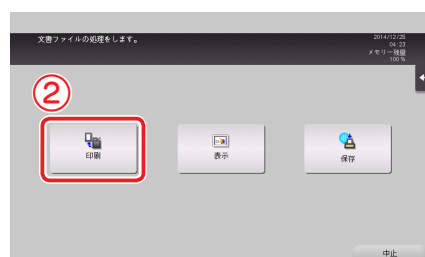 文書ファイルの処理をします。
2014/12/26
04:23
メモリー残量
100 %
②
印刷
表示
保存
中止